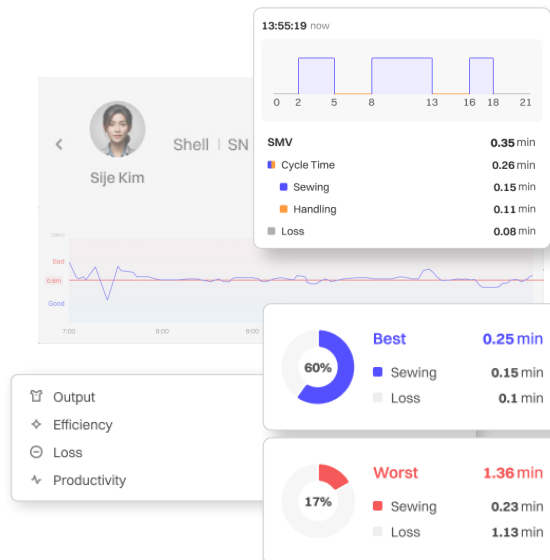 13:55:19 now
0 2 5 8 13 16 18 21
SMV 0.35 min
Cycle Time 0.26 min
Sewing 0.15 min
Handling 0.11 min
Loss 0.08 min
Shell | SN
Sije Kim
Bad
0.6m
Good
7:00 8:00 9:00
60%
Best 0.25 min
Sewing 0.15 min
Loss 0.1 min
Output
Efficiency
Loss
Productivity
17%
Worst 1.36 min
Sewing 0.23 min
Loss 1.13 min